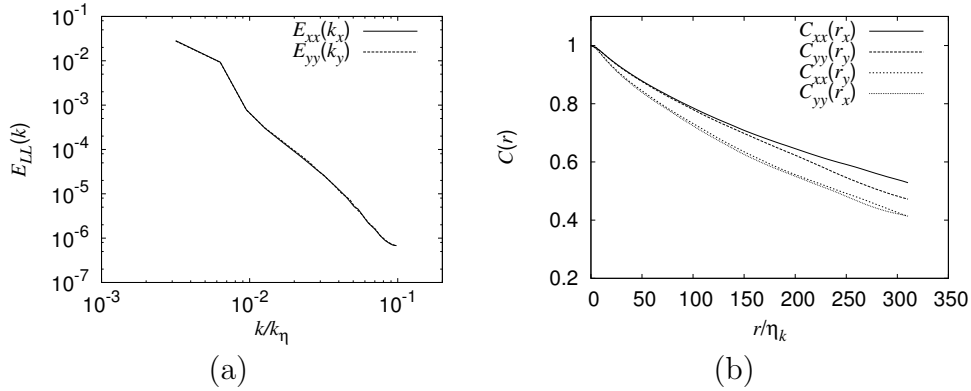 10^-1
10^-2
10^-3
10^-4
10^-5
10^-6
10^-7
E_LL(k)
E_xx(k_x)
E_yy(k_y)
10^-3
10^-2
10^-1
k/k_η
(a)
1
0.8
0.6
0.4
0.2
C(r)
C_xx(r_x)
C_yy(r_y)
C_xx(r_y)
C_yy(r_x)
0 50 100 150 200 250 300 350
r/η_k
(b)